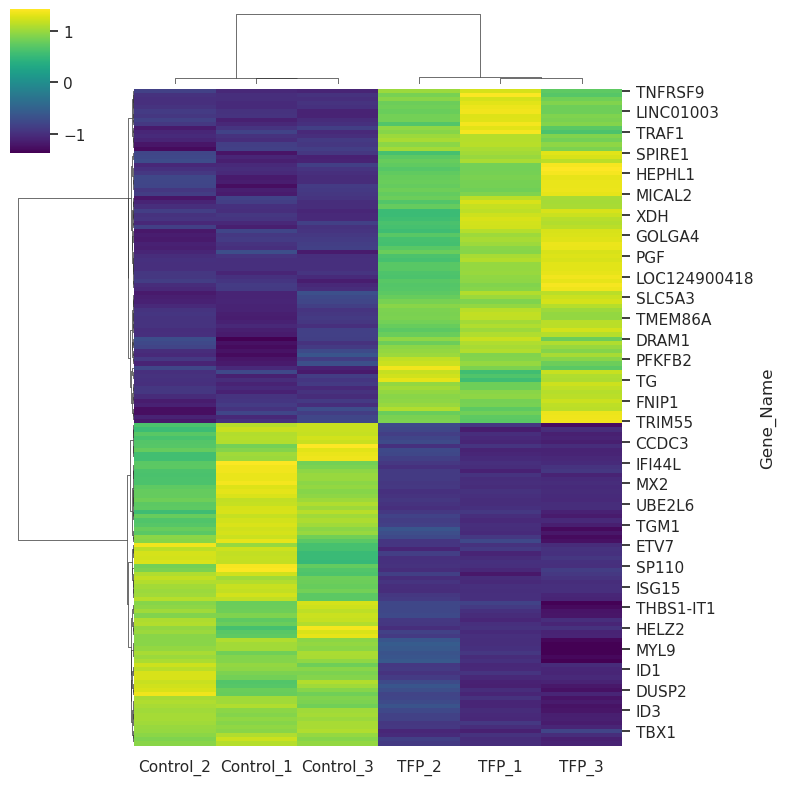 1
0
−1
TNFRSF9
LINC01003
TRAF1
SPIRE1
HEPHL1
MICAL2
XDH
GOLGA4
PGF
LOC124900418
SLC5A3
TMEM86A
DRAM1
PFKFB2
TG
FNIP1
TRIM55
CCDC3
IFI44L
MX2
UBE2L6
TGM1
ETV7
SP110
ISG15
THBS1-IT1
HELZ2
MYL9
ID1
DUSP2
ID3
TBX1
Gene_Name
Control_2 Control_1 Control_3 TFP_2 TFP_1 TFP_3